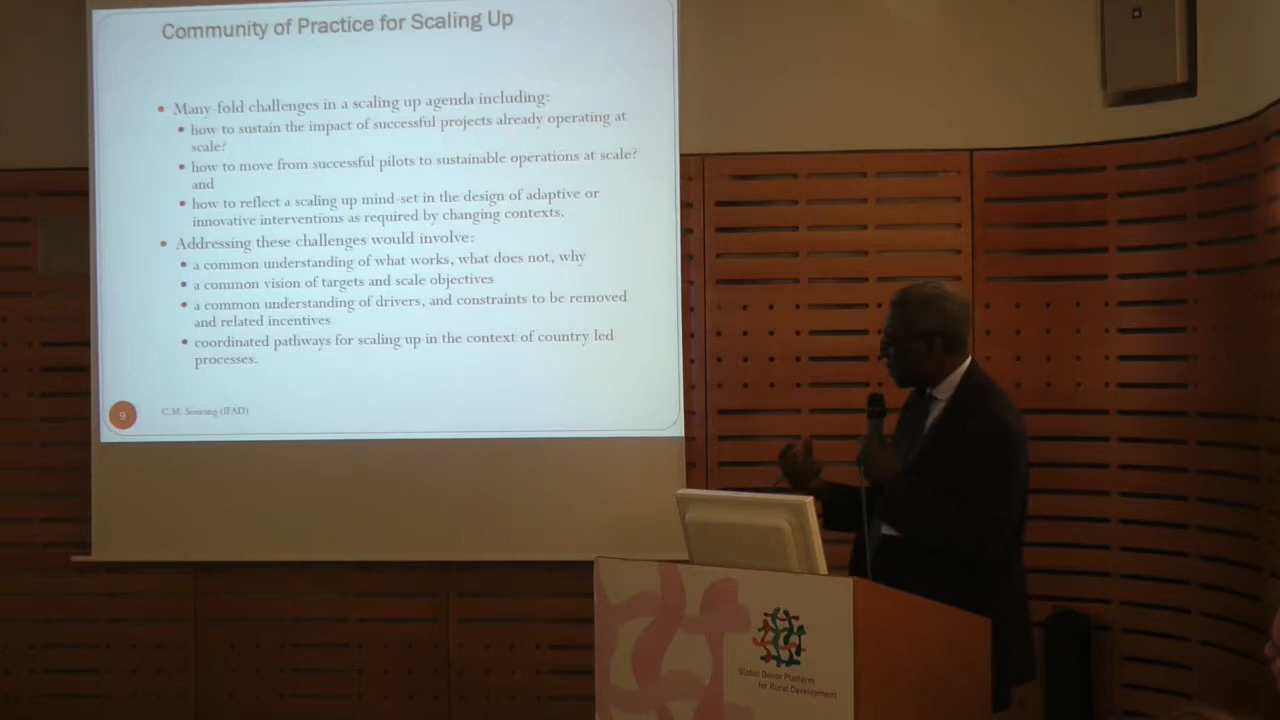 Community of Practice for Scaling Up
• Many-fold challenges in a scaling up agenda including:
• how to sustain the impact of successful projects already operating at
scale?
• how to move from successful pilots to sustainable operations at scale?
and
• how to reflect a scaling up mind-set in the design of adaptive or
innovative interventions as required by changing contexts.
• Addressing these challenges would involve:
• a common understanding of what works, what does not, why
• a common vision of targets and scale objectives
• a common understanding of drivers, and constraints to be removed
and related incentives
• coordinated pathways for scaling up in the context of country led
processes.
9
C.M. Sourang (IFAD)
Global Donor Platform
for Rural Development